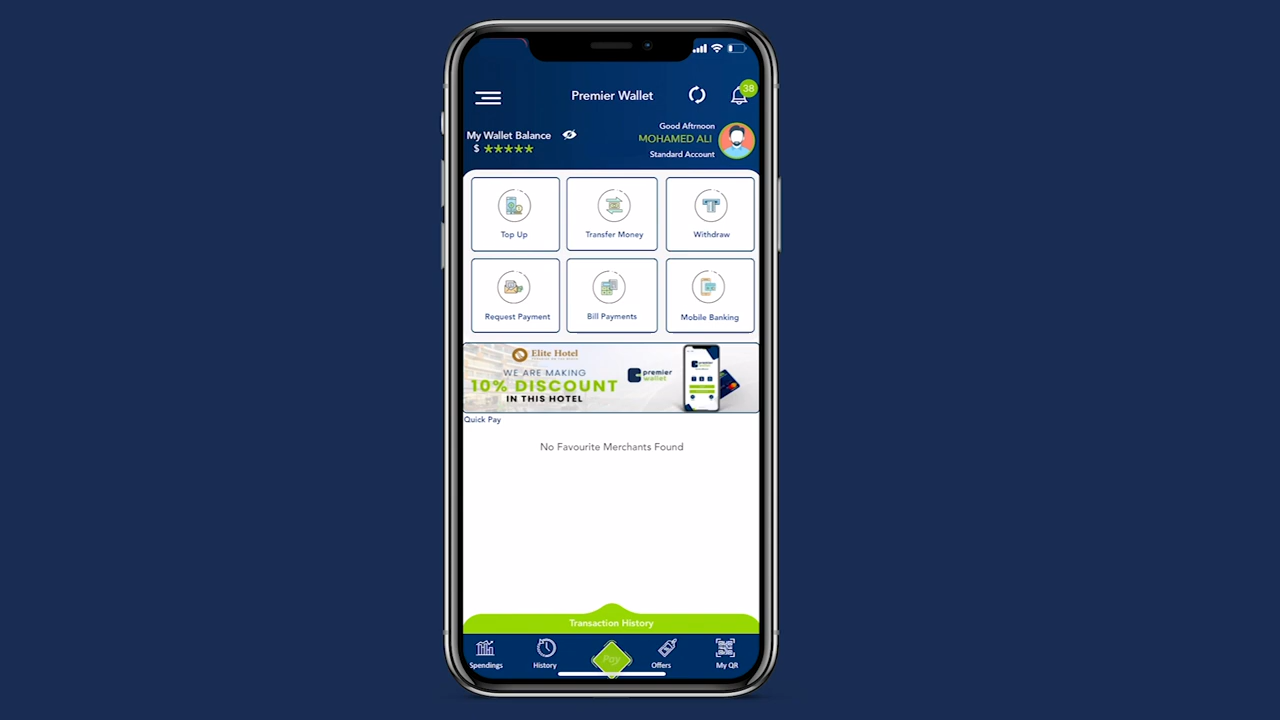 Premier Wallet
38
My Wallet Balance
$ *****
Good Aftrnoon
MOHAMED ALI
Standard Account
Top Up
Transfer Money
Withdraw
Request Payment
Bill Payments
Mobile Banking
Elite Hotel
WE ARE MAKING
10% DISCOUNT
IN THIS HOTEL
premier
wallet
Quick Pay
No Favourite Merchants Found
Transaction History
Spendings
History
Pay
Offers
My QR